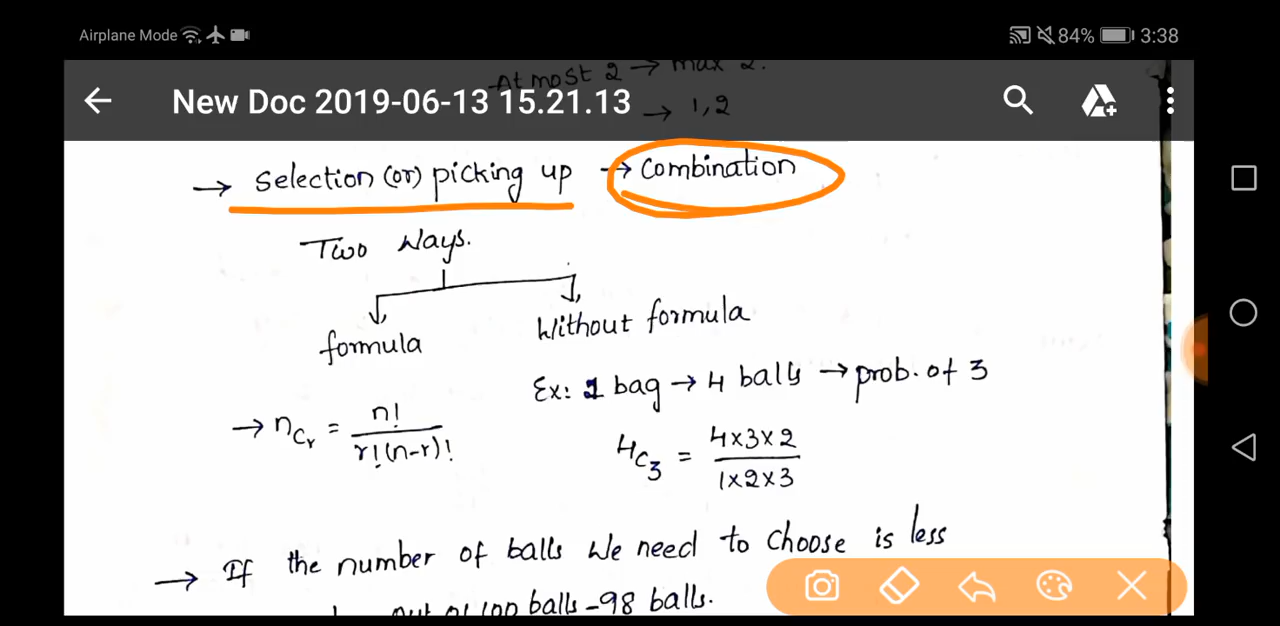 Airplane Mode 84% 3:38
At most 2 → max 2.
New Doc 2019-06-13 15.21.13
→ 1,2
→ Selection (or) picking up → Combination
Two Ways.
formula
Without formula
Ex: 1 bag → 4 balls → prob. of 3
→ nCr = n! / r!(n-r)!
4C3 = 4×3×2 / 1×2×3
→ If the number of balls We need to choose is less
out of 100 balls - 98 balls.